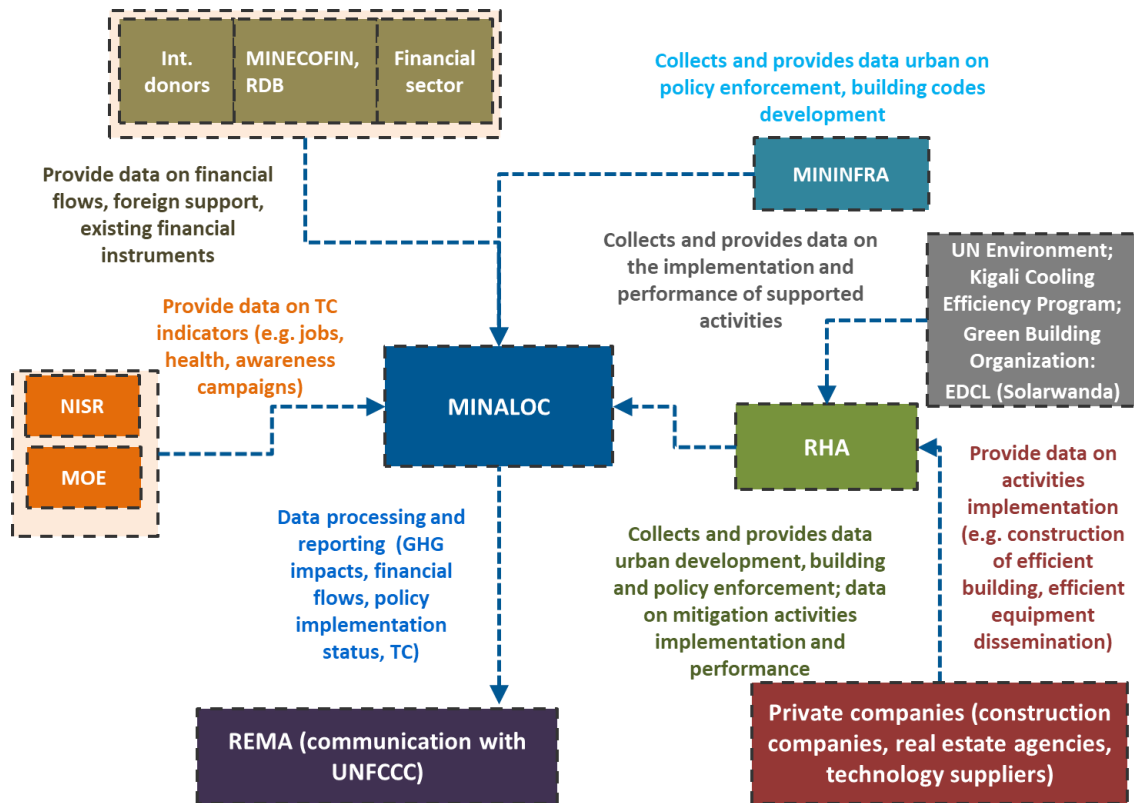 Int.
donors
MINECOFIN,
RDB
Financial
sector
Collects and provides data urban on
policy enforcement, building codes
development
Provide data on financial
flows, foreign support,
existing financial
instruments
MININFRA
Collects and provides data on
the implementation and
performance of supported
activities
UN Environment;
Kigali Cooling
Efficiency Program;
Green Building
Organization:
EDCL (Solarwanda)
Provide data on TC
indicators (e.g. jobs,
health, awareness
campaigns)
NISR
MOE
MINALOC
RHA
Provide data on
activities
implementation
(e.g. construction
of efficient
building, efficient
equipment
dissemination)
Data processing and
reporting (GHG
impacts, financial
flows, policy
implementation
status, TC)
Collects and provides data
urban development, building
and policy enforcement; data
on mitigation activities
implementation and
performance
REMA (communication with
UNFCCC)
Private companies (construction
companies, real estate agencies,
technology suppliers)